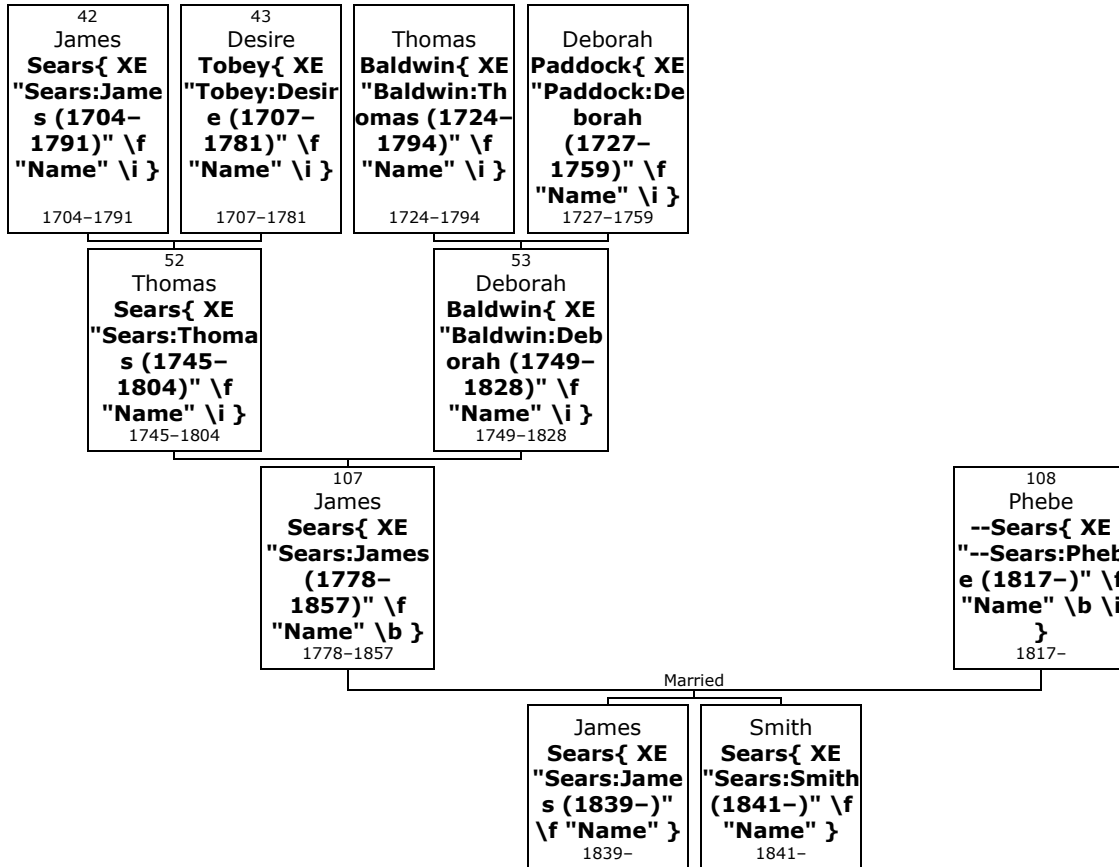 42
James
Sears{ XE
"Sears:Jame
s (1704–
1791)" \f
"Name" \i }
1704–1791
43
Desire
Tobey{ XE
"Tobey:Desir
e (1707–
1781)" \f
"Name" \i }
1707–1781
Thomas
Baldwin{ XE
"Baldwin:Th
omas (1724–
1794)" \f
"Name" \i }
1724–1794
Deborah
Paddock{ XE
"Paddock:De
borah
(1727–
1759)" \f
"Name" \i }
1727–1759
52
Thomas
Sears{ XE
"Sears:Thoma
s (1745–
1804)" \f
"Name" \i }
1745–1804
53
Deborah
Baldwin{ XE
"Baldwin:Deb
orah (1749–
1828)" \f
"Name" \i }
1749–1828
107
James
Sears{ XE
"Sears:James
(1778–
1857)" \f
"Name" \b }
1778–1857
108
Phebe
--Sears{ XE
"--Sears:Pheb
e (1817–)" \f
"Name" \b \i
}
1817–
Married
James
Sears{ XE
"Sears:Jame
s (1839–)"
\f "Name" }
1839–
Smith
Sears{ XE
"Sears:Smith
(1841–)" \f
"Name" }
1841–